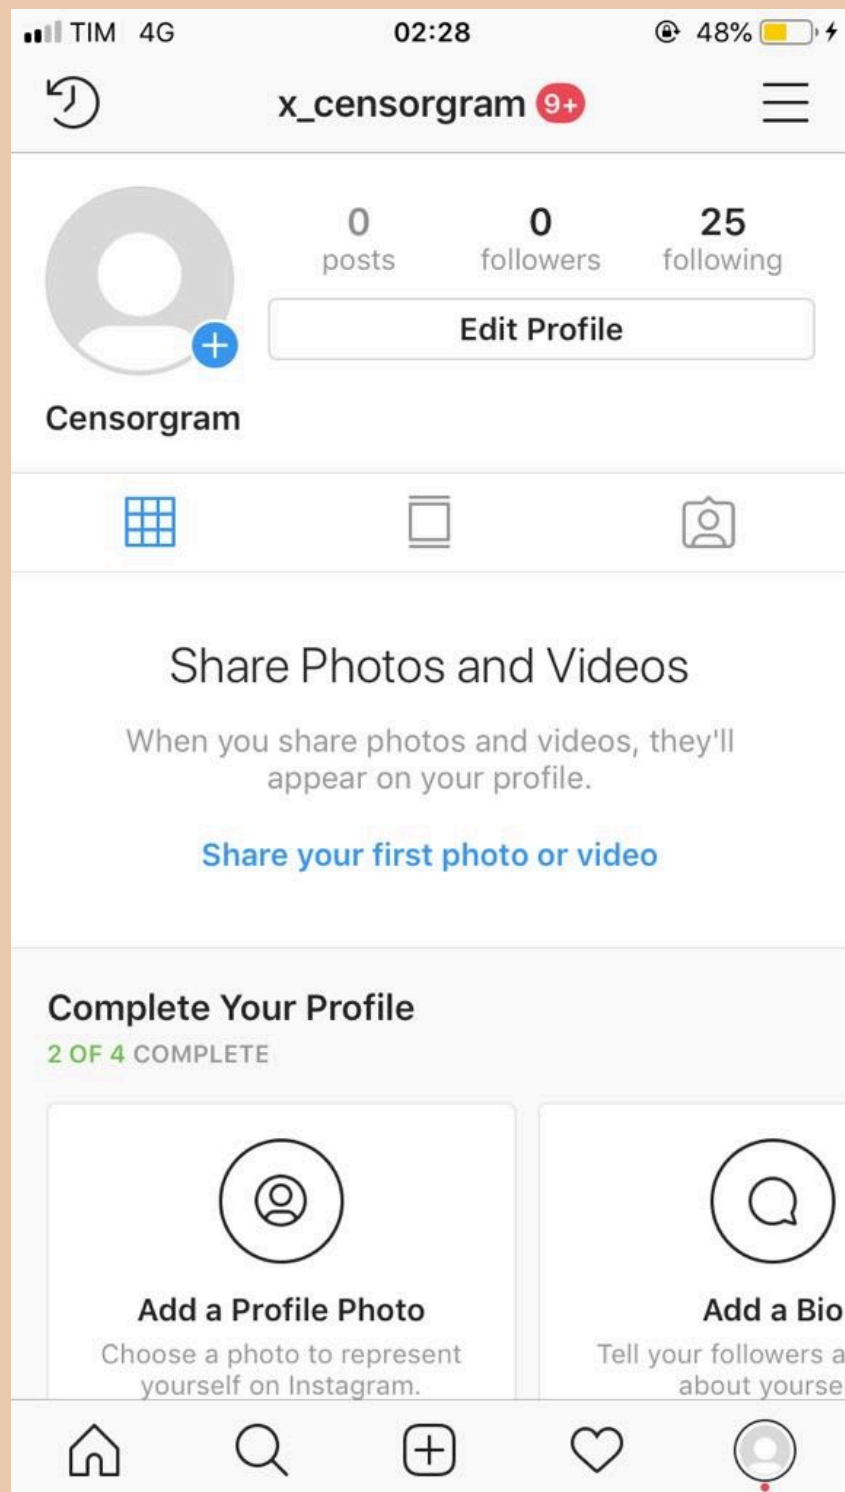 TIM 4G 02:28 48%
x_censorgram 9+
0 0 25
posts followers following
Edit Profile
Censorgram
Share Photos and Videos
When you share photos and videos, they'll
appear on your profile.
Share your first photo or video
Complete Your Profile
2 OF 4 COMPLETE
Add a Profile Photo
Choose a photo to represent
yourself on Instagram.
Add a Bio
Tell your followers a
about yourse